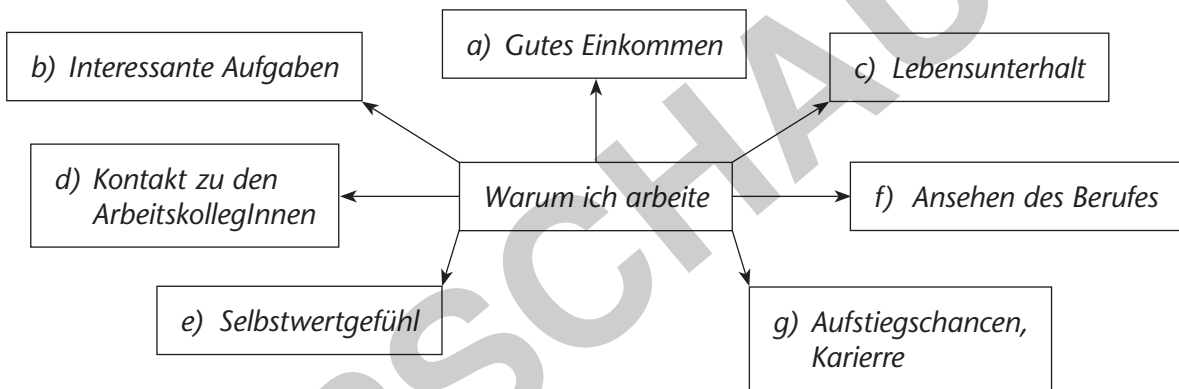 a) Gutes Einkommen
b) Interessante Aufgaben
c) Lebensunterhalt
d) Kontakt zu den
ArbeitskollegInnen
Warum ich arbeite
f) Ansehen des Berufes
e) Selbstwertgefühl
g) Aufstiegschancen,
Karierre